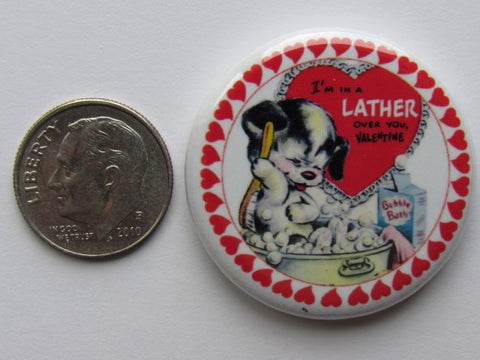 LIBERTY
IN GOD
WE TRUST
P
2010
I'M IN A
LATHER
OVER YOU,
VALENTINE
Bubble
Bath